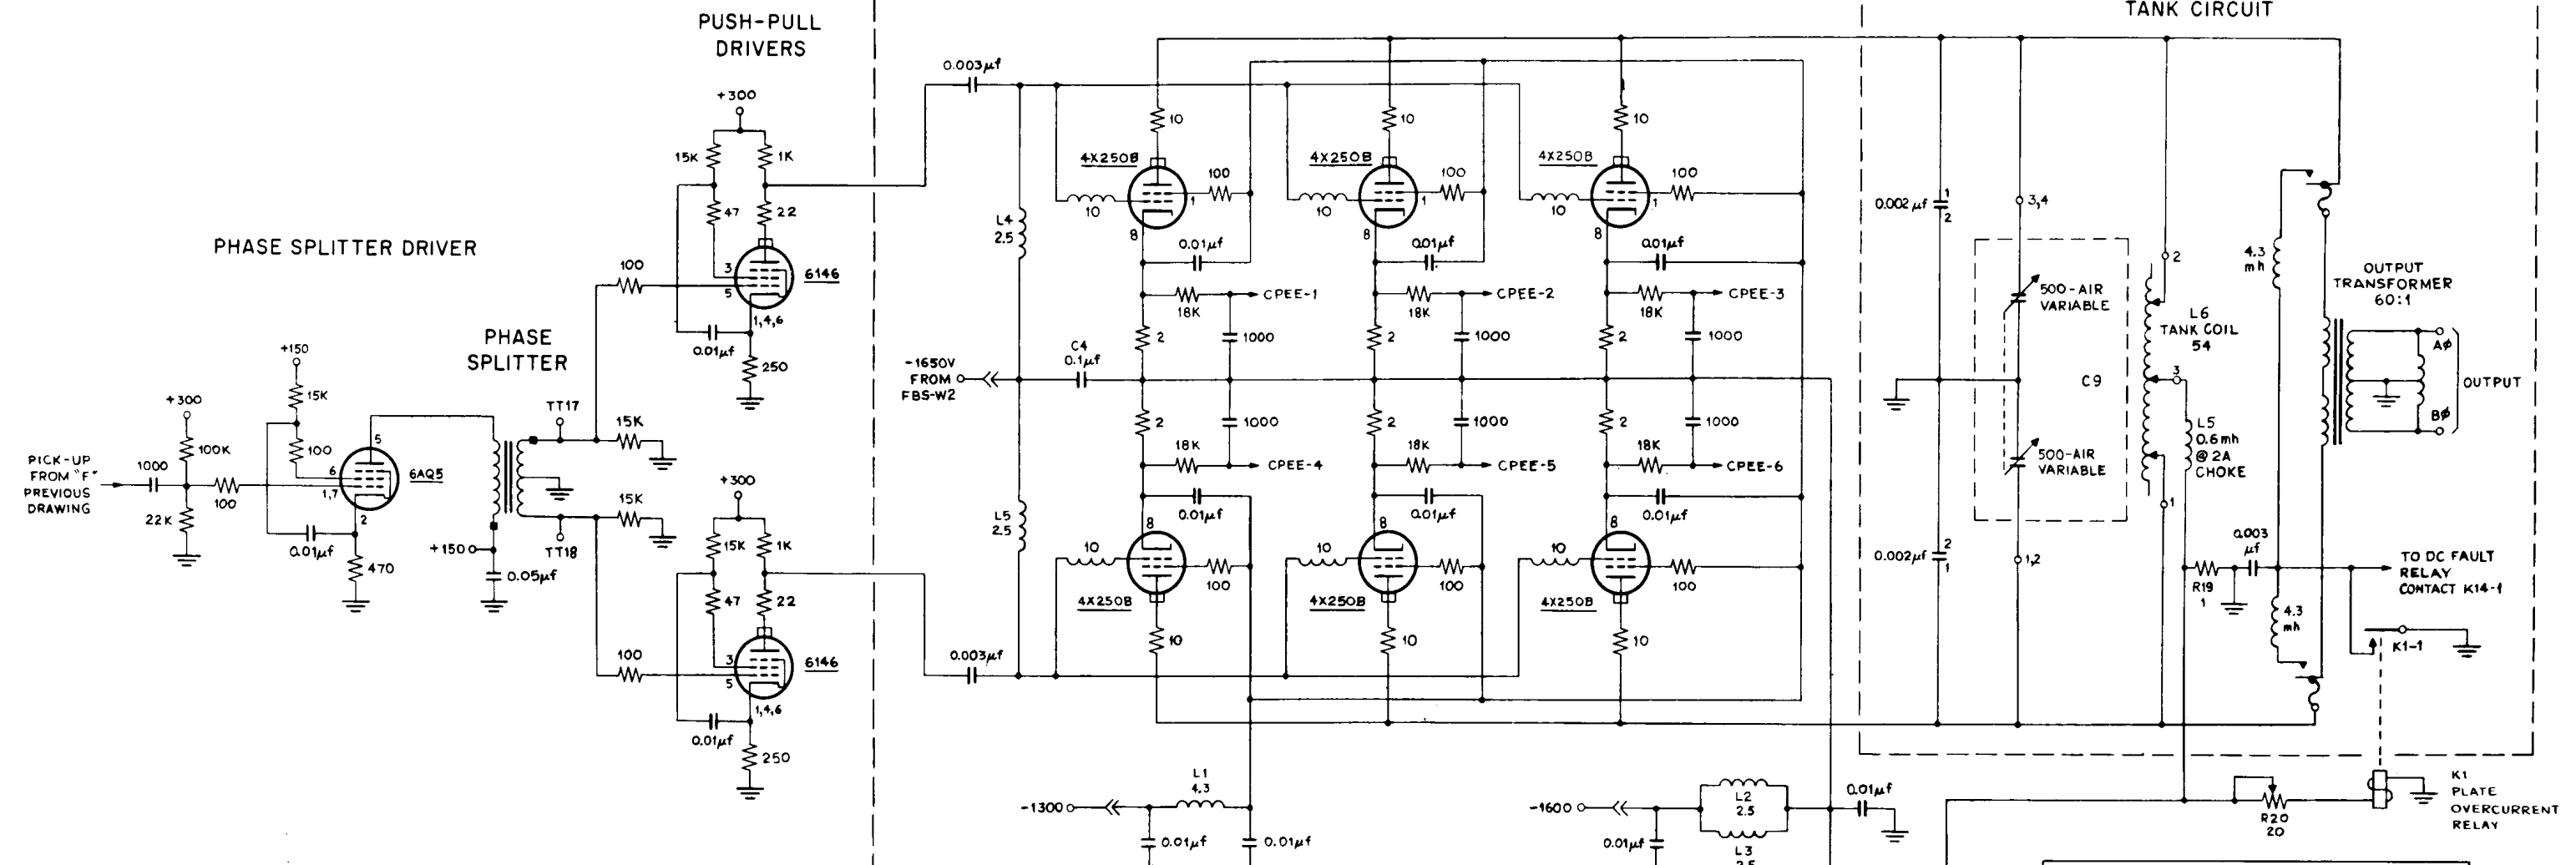 PUSH-PULL
DRIVERS
TANK CIRCUIT
PHASE SPLITTER DRIVER
PHASE
SPLITTER
PICK-UP
FROM "F"
PREVIOUS
DRAWING
1000
+300
100K
22K
100
+150
15K
100
6
1,7
5
2
6AQ5
0.01µf
470
+150
0.05µf
TT17
TT18
15K
15K
100
+300
15K
1K
47
22
3
5
1,4,6
6146
0.01µf
250
100
+300
15K
1K
47
22
3
5
1,4,6
6146
0.01µf
250
0.003µf
0.003µf
L4
2.5
L5
2.5
-1650V
FROM
FBS-W2
C4
0.1µf
10
4X250B
100
10
1
8
0.01µf
18K
CPEE-1
2
1000
10
4X250B
100
10
1
8
0.01µf
18K
CPEE-2
2
1000
10
4X250B
100
10
1
8
0.01µf
18K
CPEE-3
2
1000
2
1000
18K
CPEE-4
0.01µf
8
10
100
4X250B
10
2
1000
18K
CPEE-5
0.01µf
8
10
100
4X250B
10
2
1000
18K
CPEE-6
0.01µf
8
10
100
4X250B
10
-1300
L1
4.3
0.01µf
0.01µf
-1600
0.01µf
L2
2.5
L3
2.5
0.01µf
0.002µf
1
2
0.002µf
2
1
3,4
500-AIR
VARIABLE
500-AIR
VARIABLE
C9
1,2
2
L6
TANK COIL
54
3
1
L5
0.6mh
@ 2A
CHOKE
R19
1
0.003
µf
4.3
mh
4.3
mh
OUTPUT
TRANSFORMER
60:1
AØ
BØ
OUTPUT
TO DC FAULT
RELAY
CONTACT K14-1
K1-1
R20
20
K1
PLATE
OVERCURRENT
RELAY